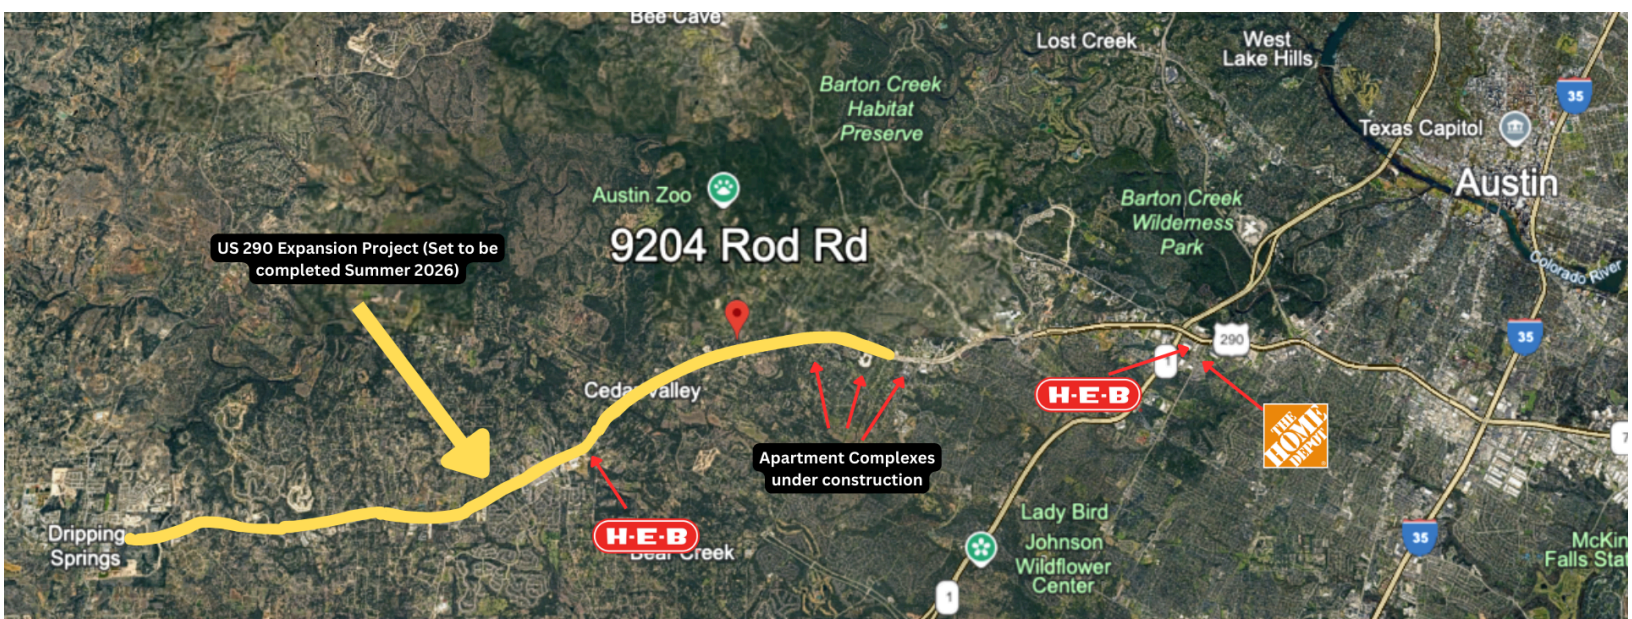 Bee Cave
Lost Creek
West
Lake Hills
35
Barton Creek
Habitat
Preserve
Texas Capitol
Austin
Austin Zoo
Barton Creek
Wilderness
Park
9204 Rod Rd
US 290 Expansion Project (Set to be
completed Summer 2026)
Colorado River
290
35
1
Cedar Valley
H-E-B
THE
HOME
DEPOT
7
Apartment Complexes
under construction
Lady Bird
Johnson
Wildflower
Center
Dripping
Springs
H-E-B
Bear Creek
35
McKin
Falls Stat
1